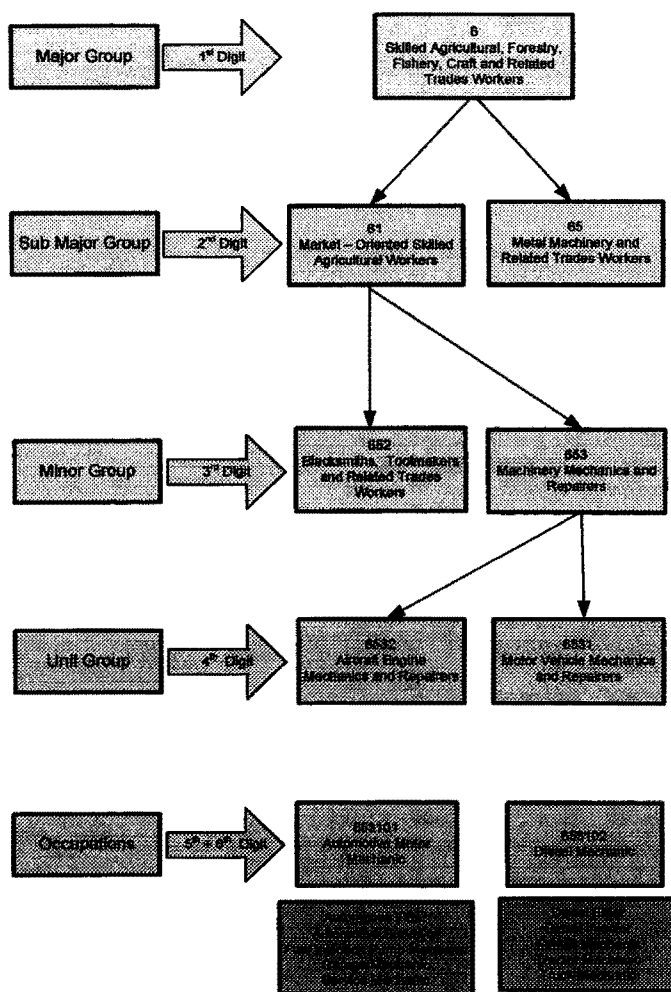 Major Group
1st Digit
6
Skilled Agricultural, Forestry,
Fishery, Craft and Related
Trades Workers
Sub Major Group
2nd Digit
61
Market – Oriented Skilled
Agricultural Workers
65
Metal Machinery and
Related Trades Workers
Minor Group
3rd Digit
652
Blacksmiths, Toolmakers
and Related Trades
Workers
653
Machinery Mechanics and
Repairers
Unit Group
4th Digit
6532
Aircraft Engine
Mechanics and Repairers
6531
Motor Vehicle Mechanics
and Repairers
Occupations
5th + 6th Digit
653101
Automotive Motor
Mechanic
653102
Diesel Mechanic